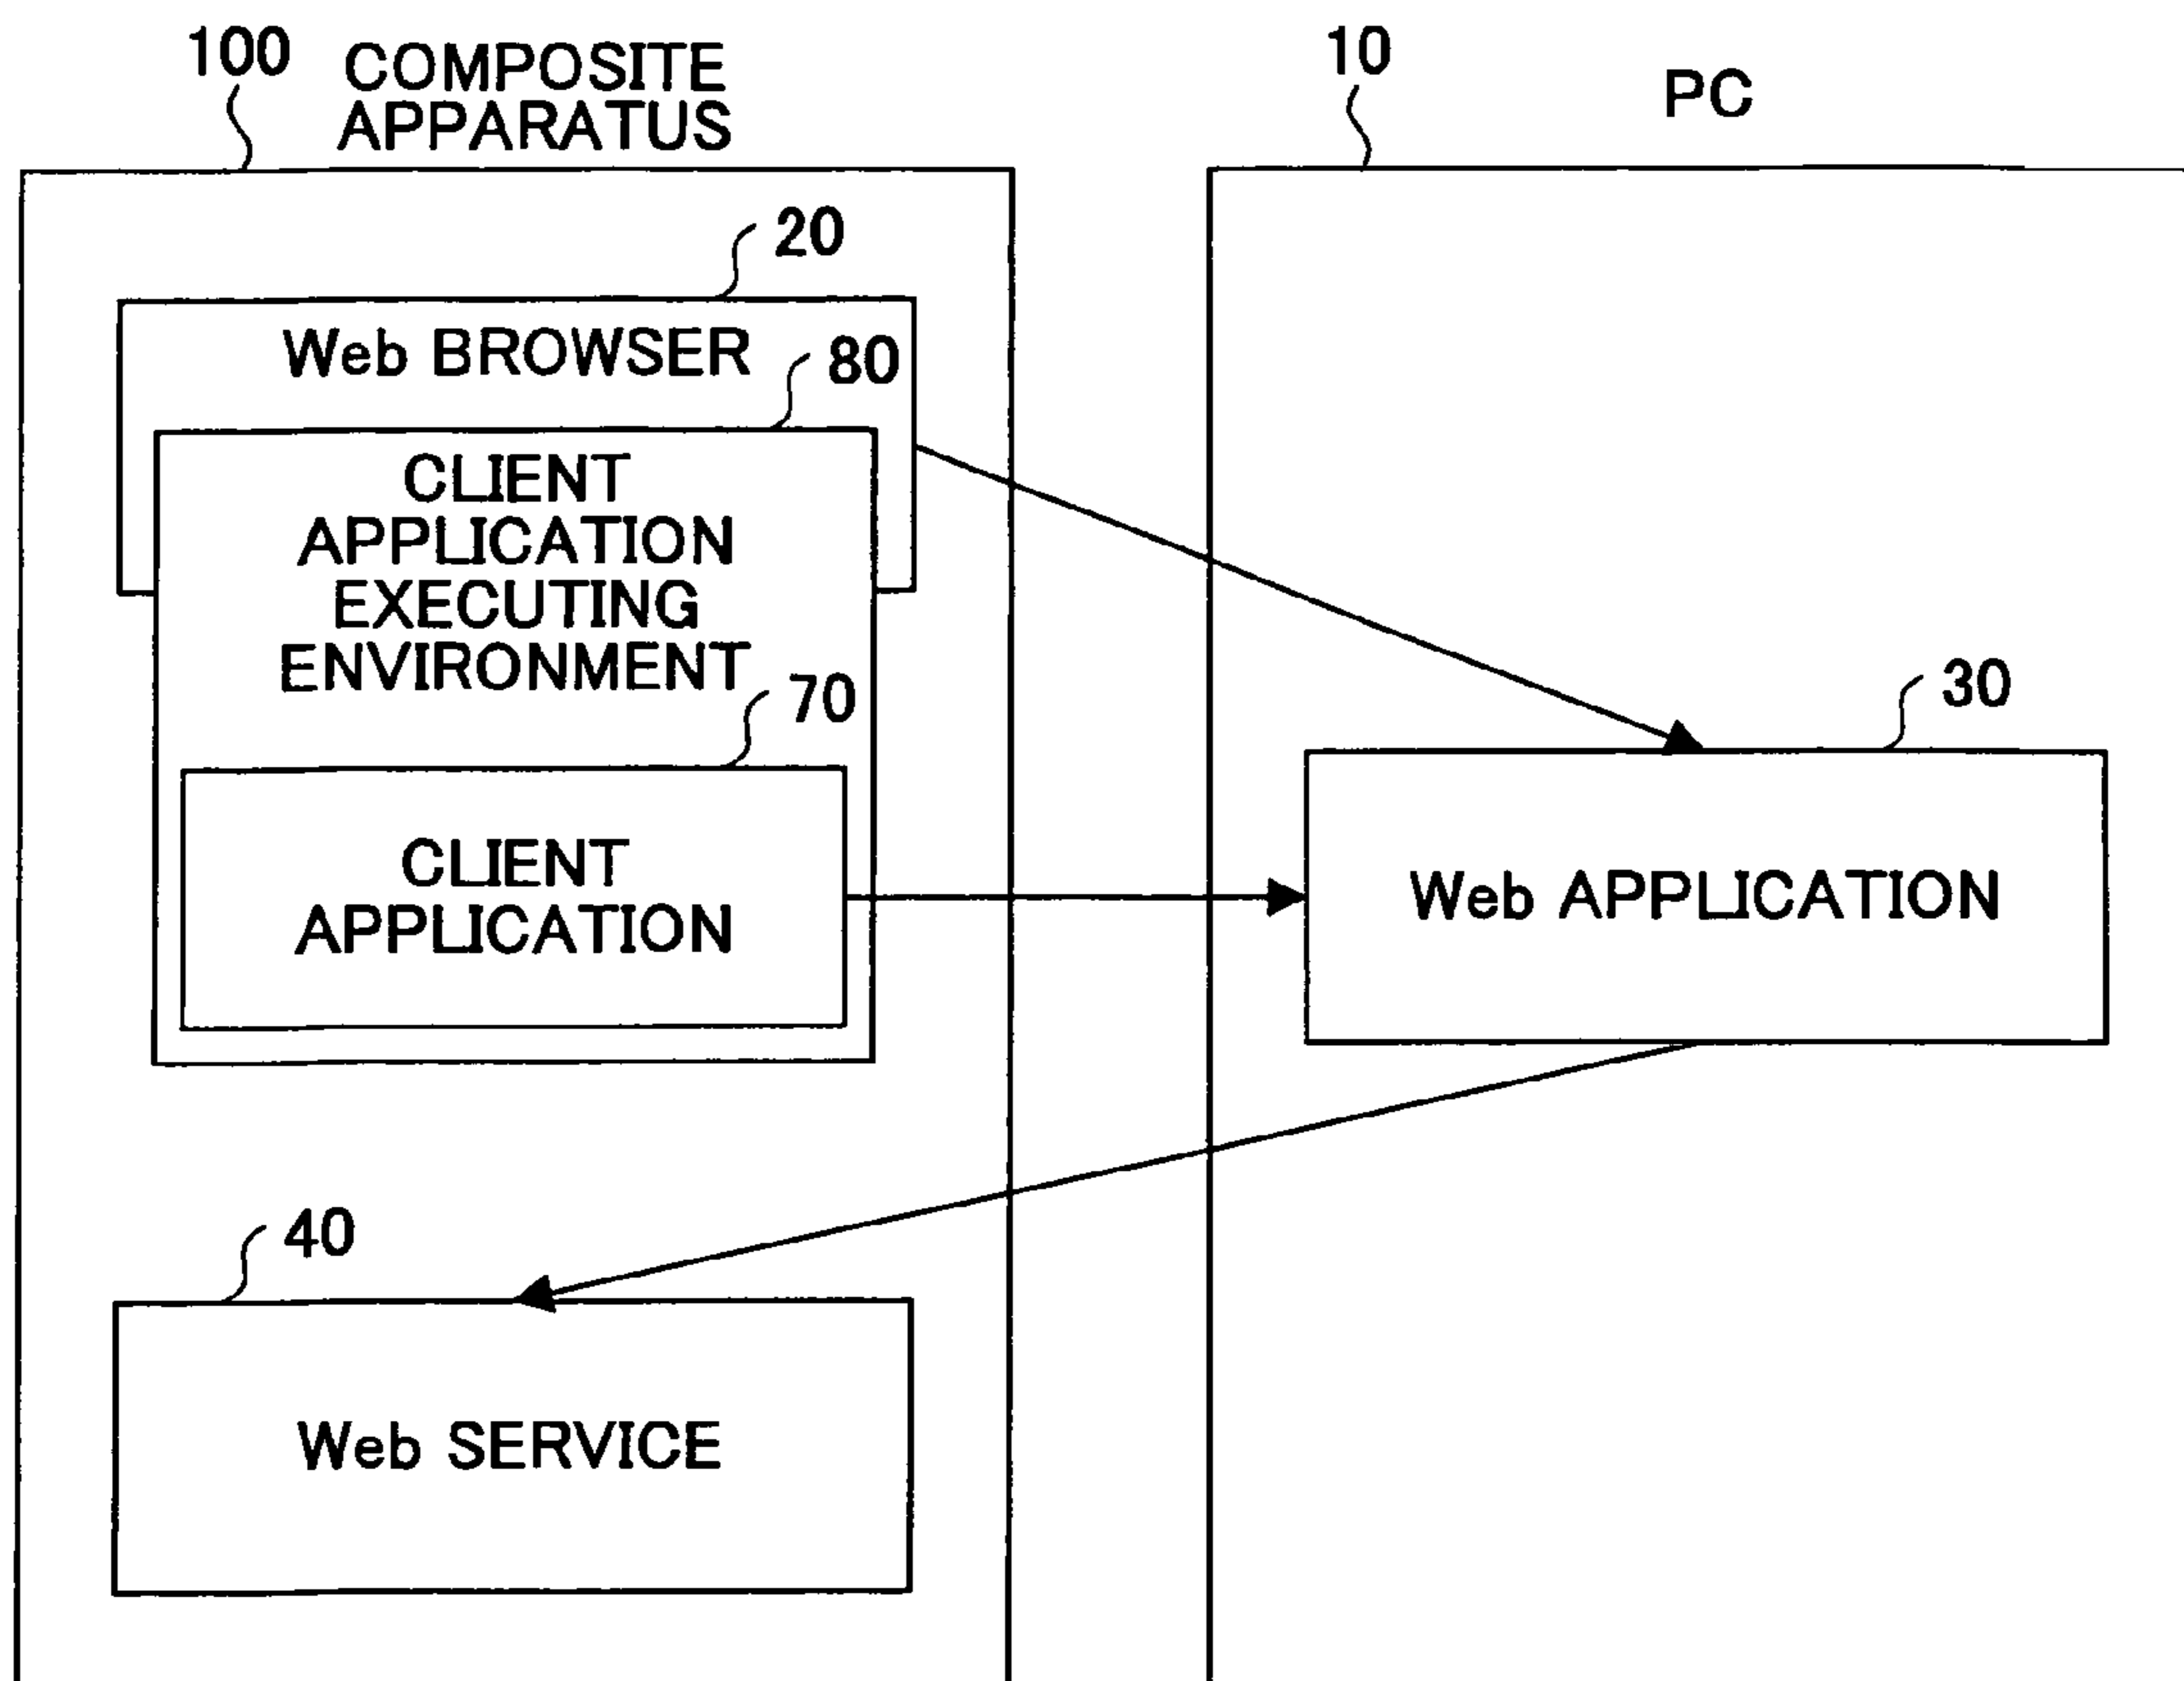 100
COMPOSITE
APPARATUS
10
PC
20
Web BROWSER
80
CLIENT
APPLICATION
EXECUTING
ENVIRONMENT
70
CLIENT
APPLICATION
30
Web APPLICATION
40
Web SERVICE